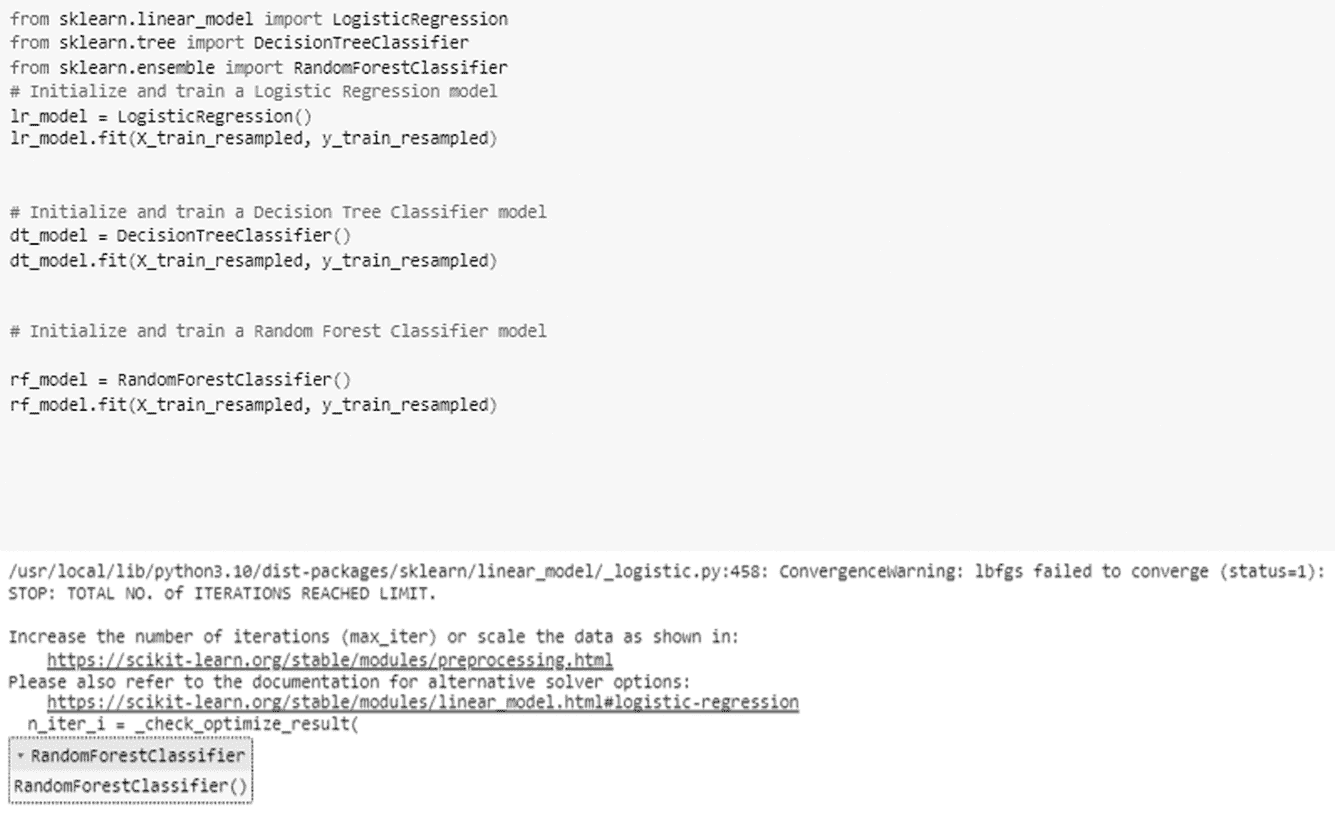 from sklearn.linear_model import LogisticRegression
from sklearn.tree import DecisionTreeClassifier
from sklearn.ensemble import RandomForestClassifier
# Initialize and train a Logistic Regression model
lr_model = LogisticRegression()
lr_model.fit(X_train_resampled, y_train_resampled)
# Initialize and train a Decision Tree Classifier model
dt_model = DecisionTreeClassifier()
dt_model.fit(X_train_resampled, y_train_resampled)
# Initialize and train a Random Forest Classifier model
rf_model = RandomForestClassifier()
rf_model.fit(X_train_resampled, y_train_resampled)
/usr/local/lib/python3.10/dist-packages/sklearn/linear_model/_logistic.py:458: ConvergenceWarning: lbfgs failed to converge (status=1):
STOP: TOTAL NO. of ITERATIONS REACHED LIMIT.
Increase the number of iterations (max_iter) or scale the data as shown in:
https://scikit-learn.org/stable/modules/preprocessing.html
Please also refer to the documentation for alternative solver options:
https://scikit-learn.org/stable/modules/linear_model.html#logistic-regression
n_iter_i = _check_optimize_result(
▾ RandomForestClassifier
RandomForestClassifier()